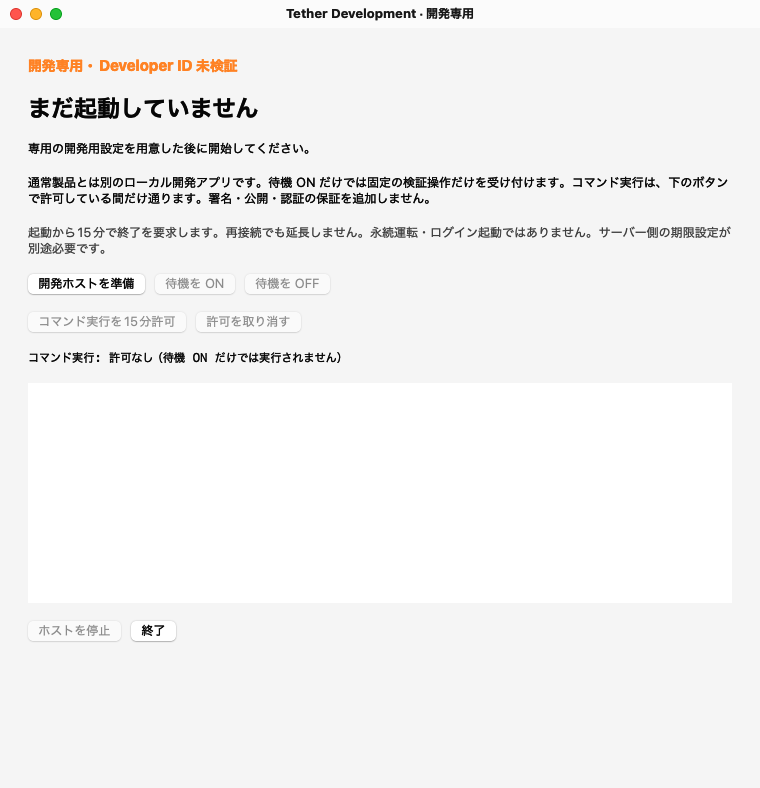 Tether Development · 開発専用
開発専用・ Developer ID 未検証
まだ起動していません
専用の開発用設定を用意した後に開始してください。
通常製品とは別のローカル開発アプリです。待機 ON だけでは固定の検証操作だけを受け付けます。コマンド実行は、下のボタン
で許可している間だけ通ります。署名・公開・認証の保証を追加しません。
起動から15分で終了を要求します。再接続でも延長しません。永続運転・ログイン起動ではありません。サーバー側の期限設定が
別途必要です。
開発ホストを準備 待機を ON 待機を OFF
コマンド実行を15分許可 許可を取り消す
コマンド実行: 許可なし (待機 ON だけでは実行されません)
ホストを停止 終了